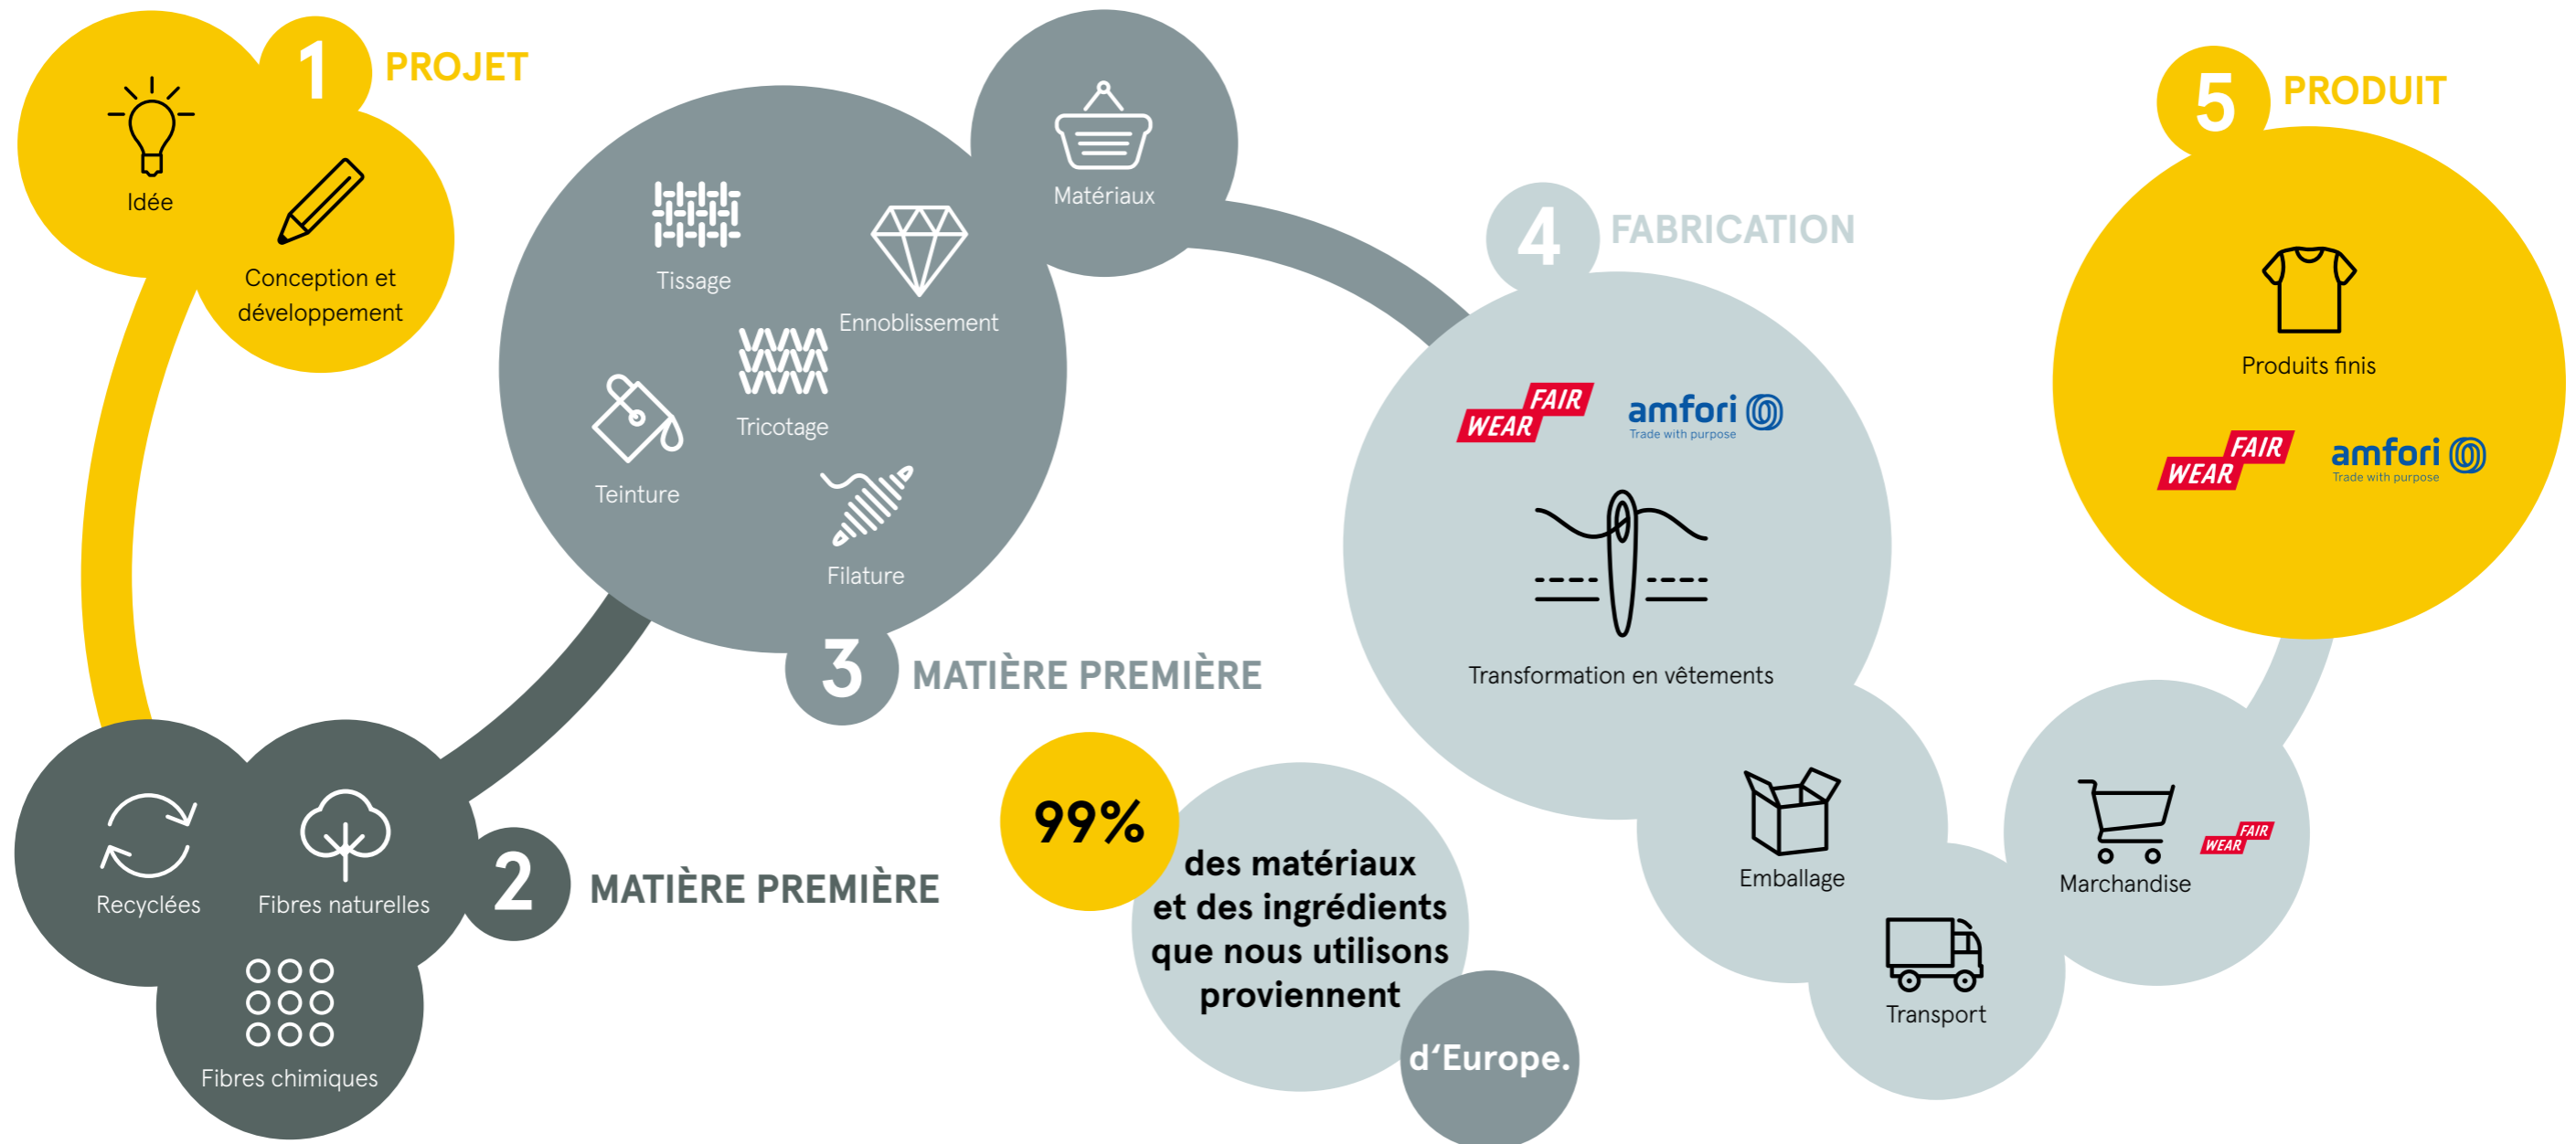 1
PROJET
Idée
Conception et
développement
2
MATIÈRE PREMIÈRE
Recyclées
Fibres naturelles
Fibres chimiques
3
MATIÈRE PREMIÈRE
Tissage
Ennoblissement
Tricotage
Teinture
Filature
Matériaux
4
FABRICATION
FAIR
WEAR
amfori
Trade with purpose
Transformation en vêtements
Emballage
Transport
Marchandise
FAIR
WEAR
5
PRODUIT
Produits finis
FAIR
WEAR
amfori
Trade with purpose
99%
des matériaux
et des ingrédients
que nous utilisons
proviennent
d‘Europe.